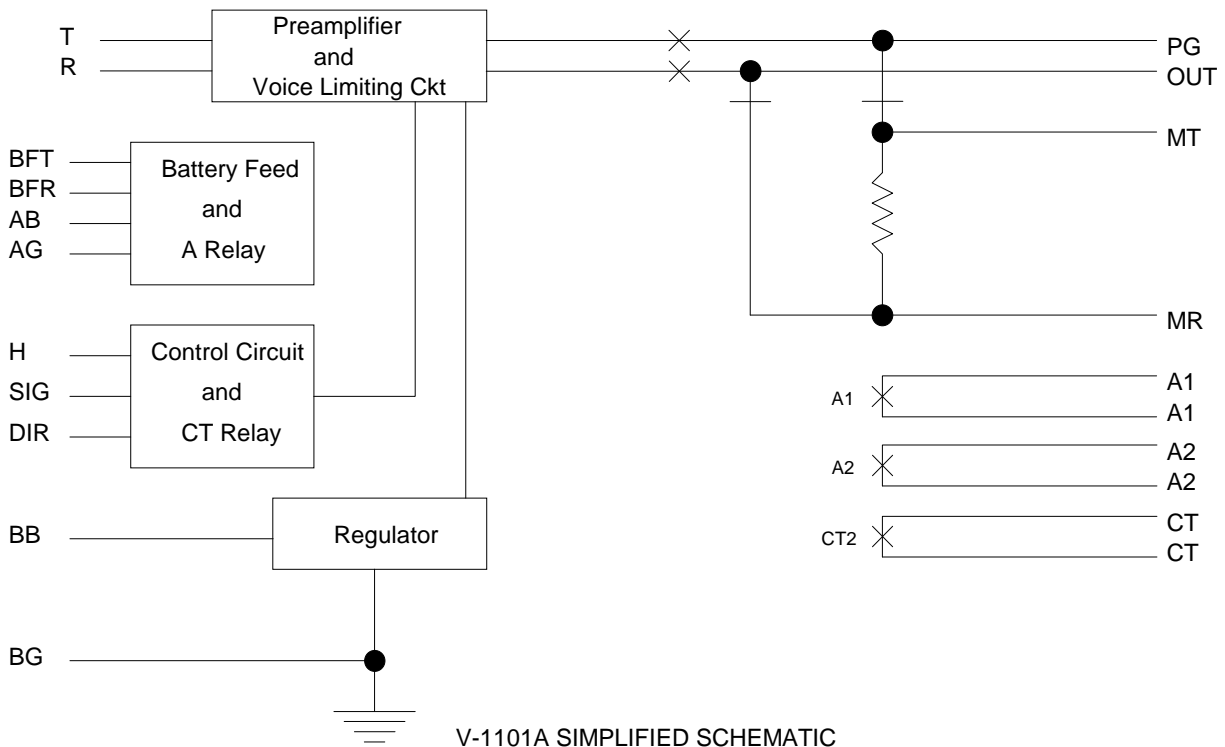 T
R
Preamplifier
and
Voice Limiting Ckt
PG
OUT
MT
BFT
BFR
AB
AG
Battery Feed
and
A Relay
MR
H
SIG
DIR
Control Circuit
and
CT Relay
A1
A1
A1
A2
A2
A2
CT2
CT
CT
BB
Regulator
BG
V-1101A SIMPLIFIED SCHEMATIC